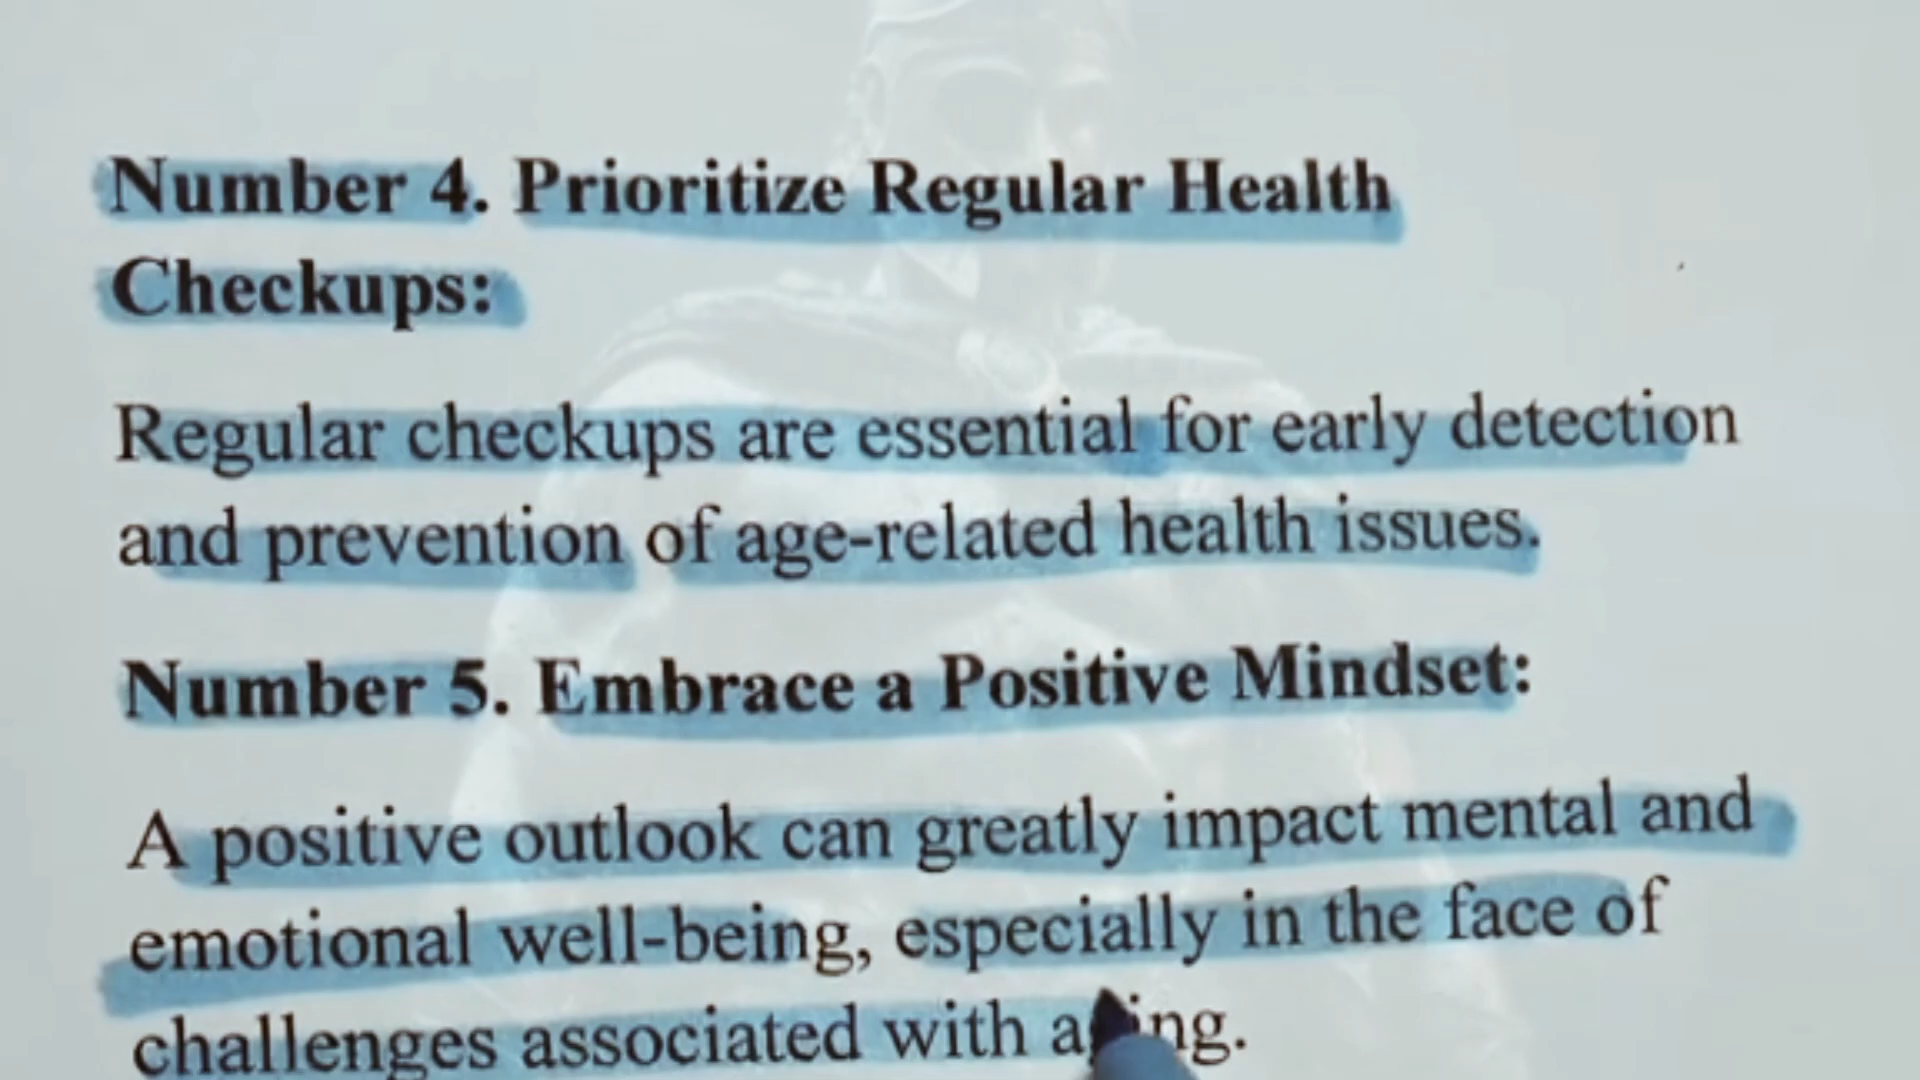 Number 4. Prioritize Regular Health
Checkups:
Regular checkups are essential for early detection
and prevention of age-related health issues.
Number 5. Embrace a Positive Mindset:
A positive outlook can greatly impact mental and
emotional well-being, especially in the face of
challenges associated with aging.